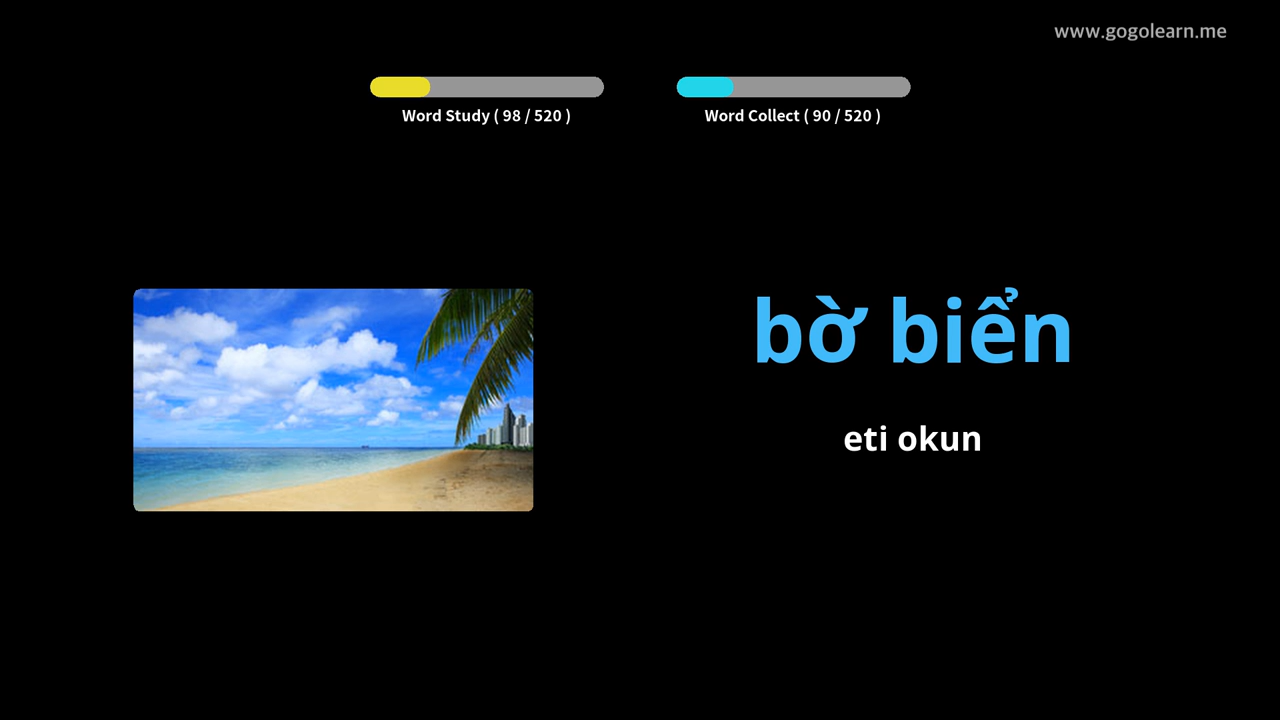 www.gogolearn.me
Word Study ( 98 / 520 )
Word Collect ( 90 / 520 )
bờ biển
eti okun